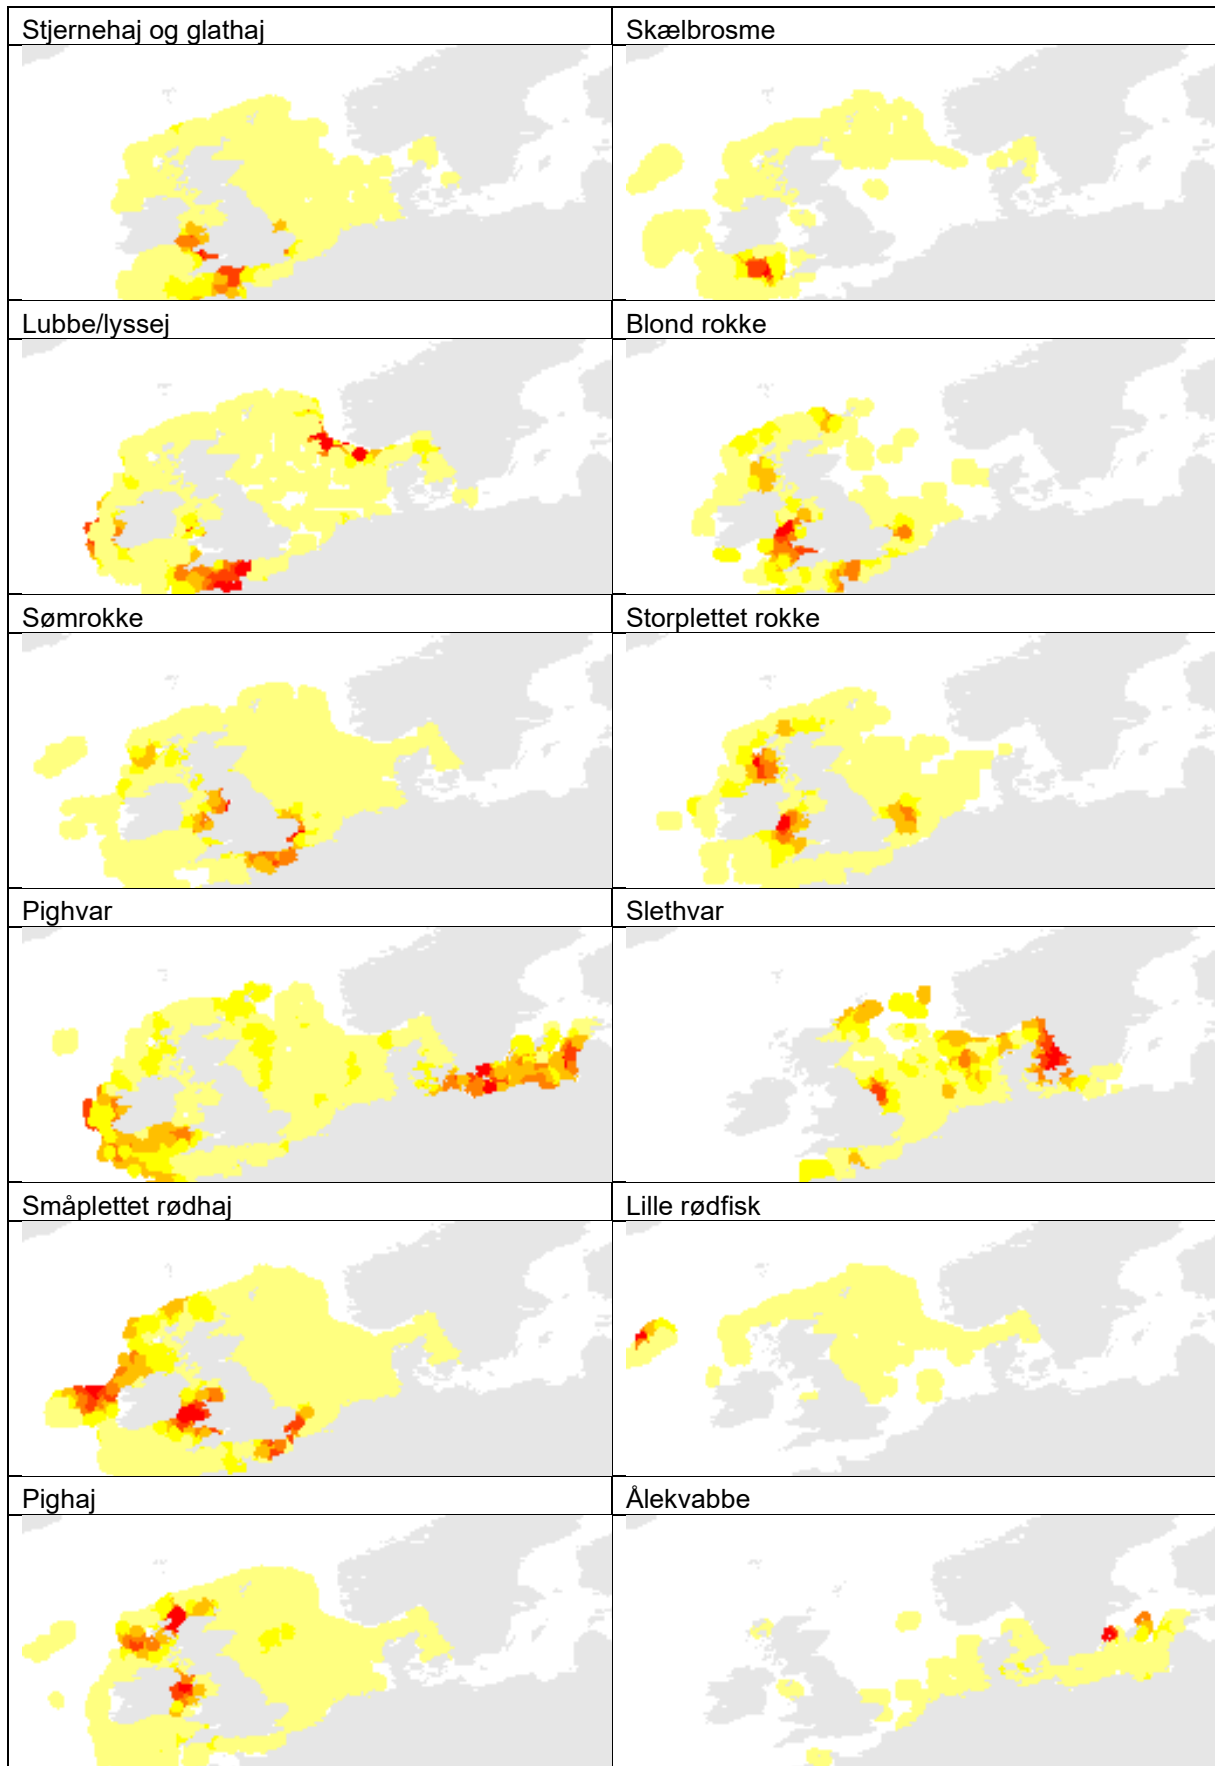 Stjernehaj og glathaj
Skælbrosme
Lubbe/lyssej
Blond rokke
Sømrokke
Storplettet rokke
Pighvar
Slethvar
Småplettet rødhaj
Lille rødfisk
Pighaj
Ålekvabbe